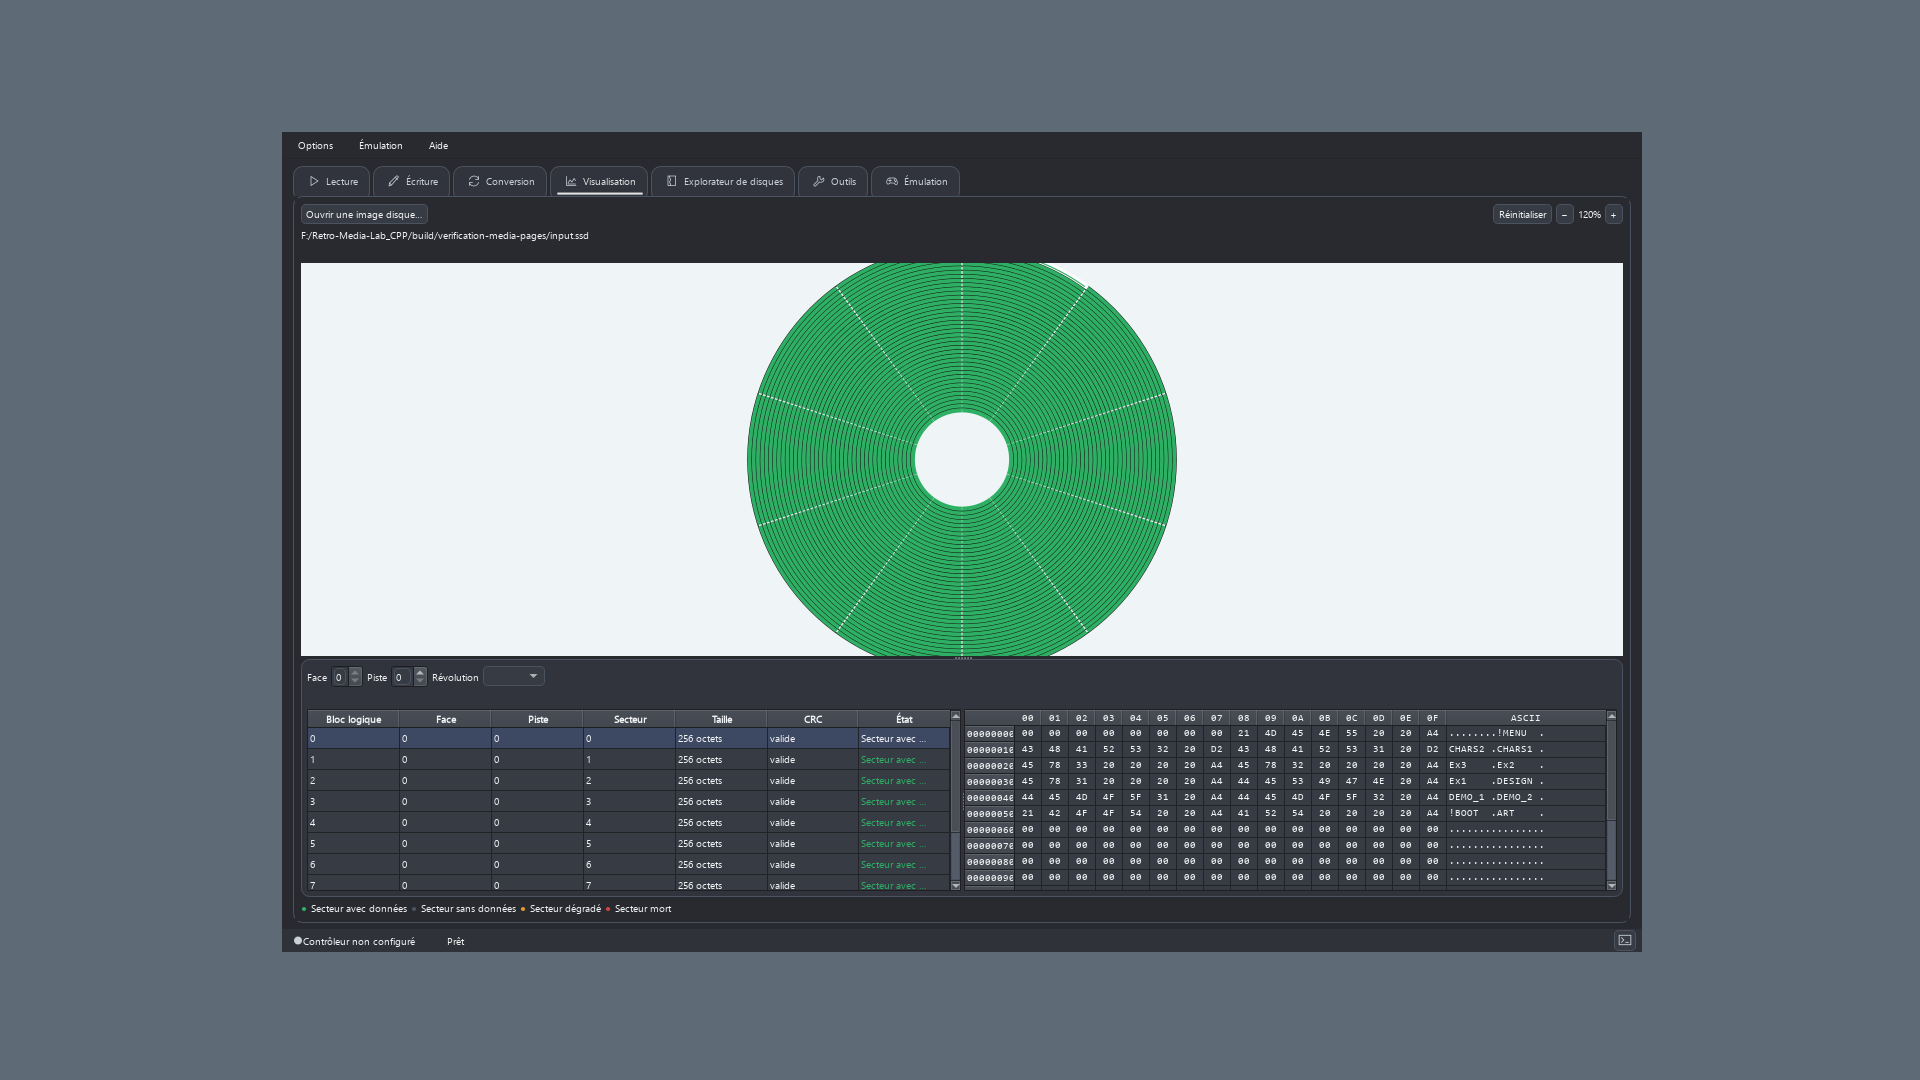 Options Émulation Aide
Lecture Écriture Conversion Visualisation Explorateur de disques Outils Émulation
Ouvrir une image disque... Réinitialiser − 120% +
F:/Retro-Media-Lab_CPP/build/verification-media-pages/input.ssd
Face 0 Piste 0 Révolution
Bloc logique Face Piste Secteur Taille CRC État
0 0 0 0 256 octets valide Secteur avec ...
1 0 0 1 256 octets valide Secteur avec ...
2 0 0 2 256 octets valide Secteur avec ...
3 0 0 3 256 octets valide Secteur avec ...
4 0 0 4 256 octets valide Secteur avec ...
5 0 0 5 256 octets valide Secteur avec ...
6 0 0 6 256 octets valide Secteur avec ...
7 0 0 7 256 octets valide Secteur avec ...
00 01 02 03 04 05 06 07 08 09 0A 0B 0C 0D 0E 0F ASCII
00000000 00 00 00 00 00 00 00 00 21 4D 45 4E 55 20 20 A4 ........!MENU  .
00000010 43 48 41 52 53 32 20 D2 43 48 41 52 53 31 20 D2 CHARS2 .CHARS1 .
00000020 45 78 33 20 20 20 20 A4 45 78 32 20 20 20 20 A4 Ex3    .Ex2    .
00000030 45 78 31 20 20 20 20 A4 44 45 53 49 47 4E 20 A4 Ex1    .DESIGN .
00000040 44 45 4D 4F 5F 31 20 A4 44 45 4D 4F 5F 32 20 A4 DEMO_1 .DEMO_2 .
00000050 21 42 4F 4F 54 20 20 A4 41 52 54 20 20 20 20 A4 !BOOT  .ART    .
00000060 00 00 00 00 00 00 00 00 00 00 00 00 00 00 00 00 ................
00000070 00 00 00 00 00 00 00 00 00 00 00 00 00 00 00 00 ................
00000080 00 00 00 00 00 00 00 00 00 00 00 00 00 00 00 00 ................
00000090 00 00 00 00 00 00 00 00 00 00 00 00 00 00 00 00 ................
Secteur avec données Secteur sans données Secteur dégradé Secteur mort
Contrôleur non configuré Prêt